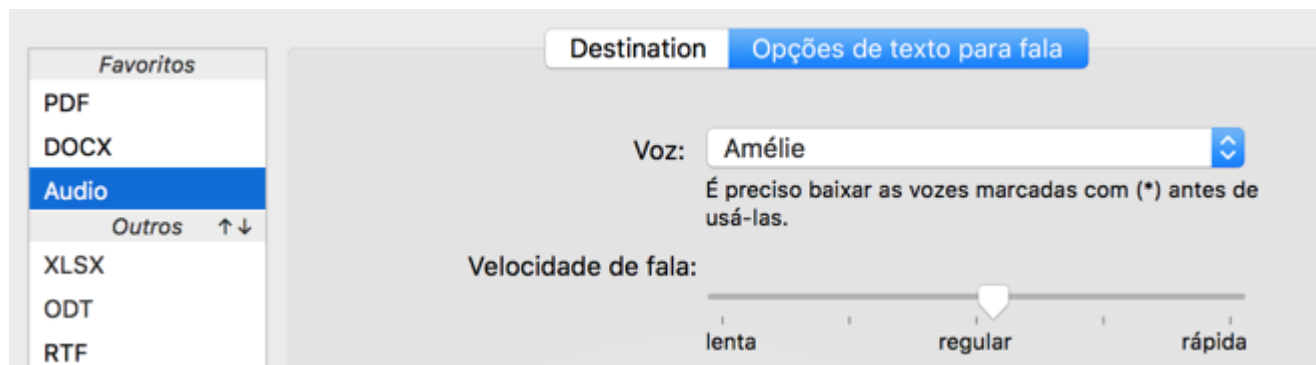 Destination
Opções de texto para fala
Favoritos
PDF
DOCX
Audio
Outros ↑↓
XLSX
ODT
RTF
Voz: Amélie
É preciso baixar as vozes marcadas com (*) antes de
usá-las.
Velocidade de fala:
lenta regular rápida